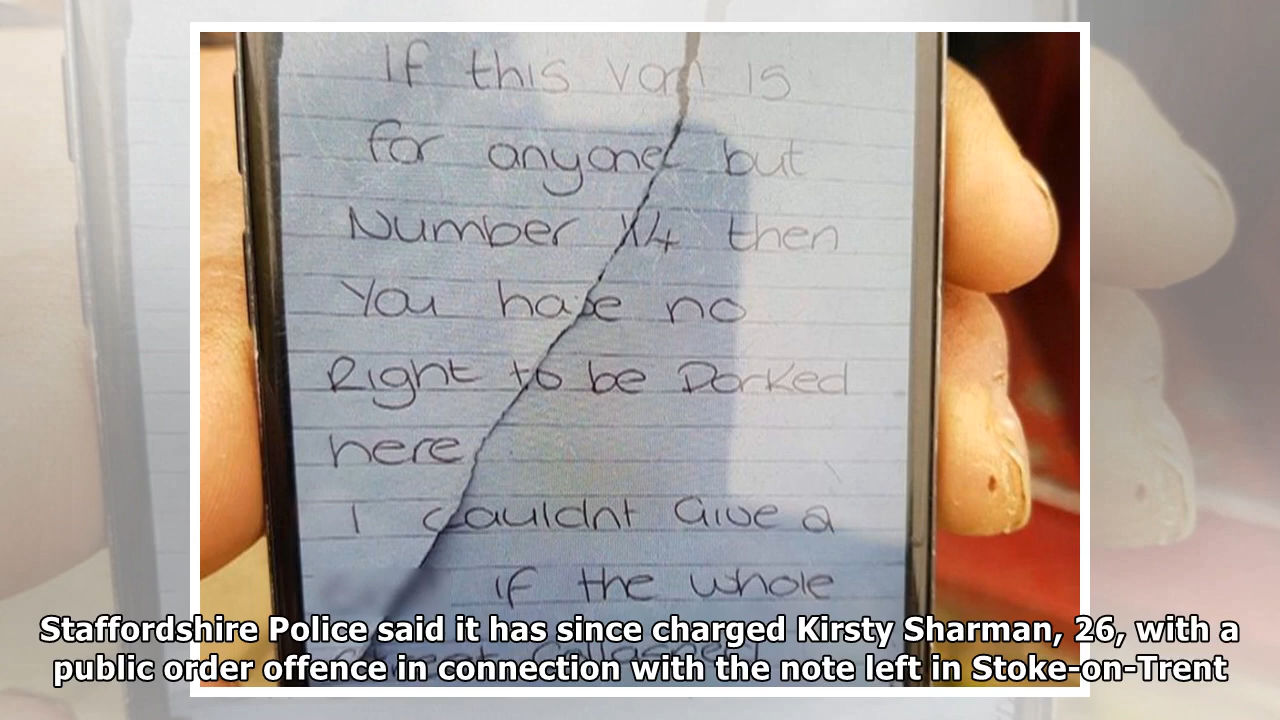 If this van is
for anyone but
Number 14 then
You have no
Right to be Parked
here
I couldnt Give a
if the whole
Staffordshire Police said it has since charged Kirsty Sharman, 26, with a
public order offence in connection with the note left in Stoke-on-Trent